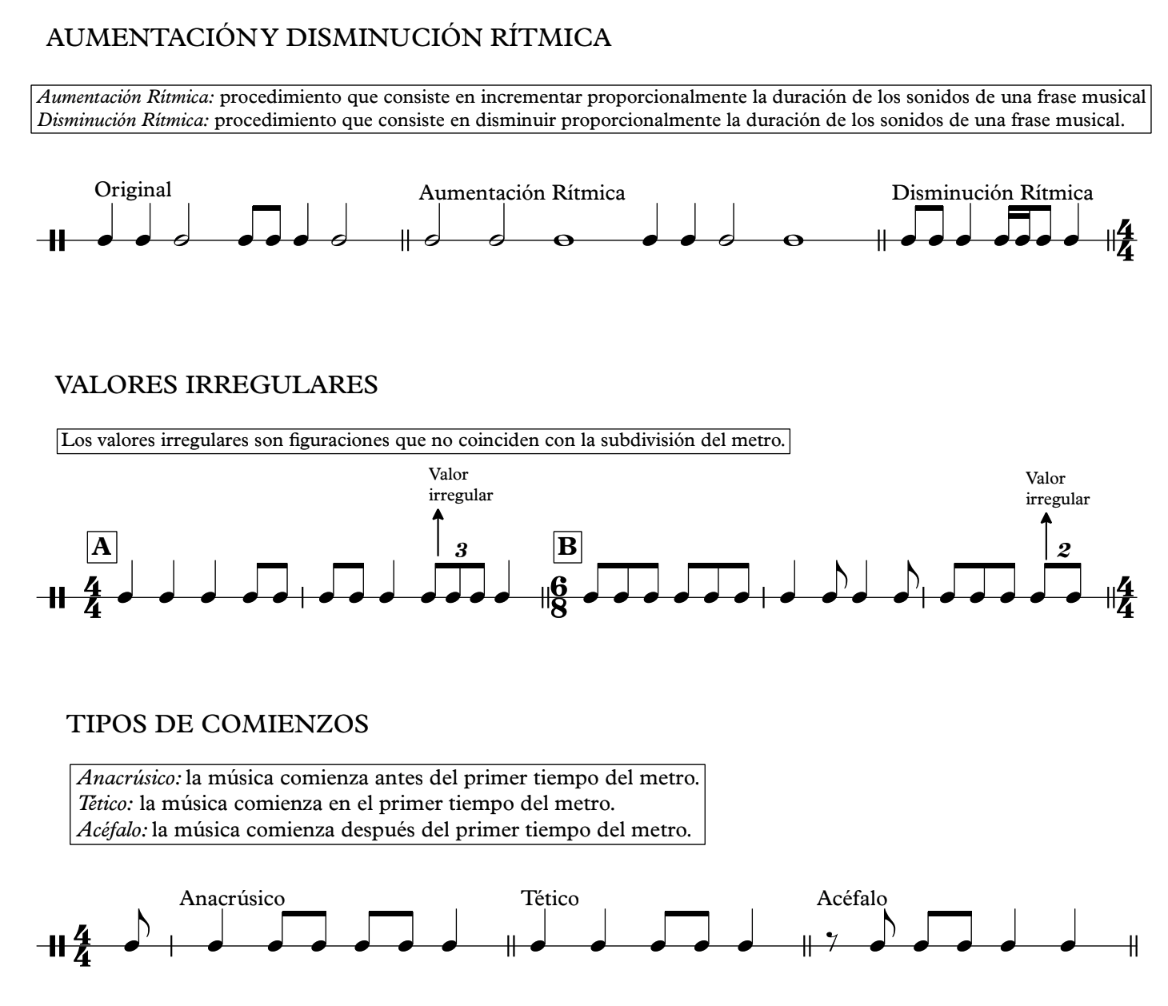 AUMENTACIÓN Y DISMINUCIÓN RÍTMICA
Aumentación Rítmica: procedimiento que consiste en incrementar proporcionalmente la duración de los sonidos de una frase musical
Disminución Rítmica: procedimiento que consiste en disminuir proporcionalmente la duración de los sonidos de una frase musical.
Original
Aumentación Rítmica
Disminución Rítmica
4
4
VALORES IRREGULARES
Los valores irregulares son figuraciones que no coinciden con la subdivisión del metro.
Valor
irregular
Valor
irregular
A
3
B
2
4
4
6
8
4
4
TIPOS DE COMIENZOS
Anacrúsico: la música comienza antes del primer tiempo del metro.
Tético: la música comienza en el primer tiempo del metro.
Acéfalo: la música comienza después del primer tiempo del metro.
Anacrúsico
Tético
Acéfalo
4
4